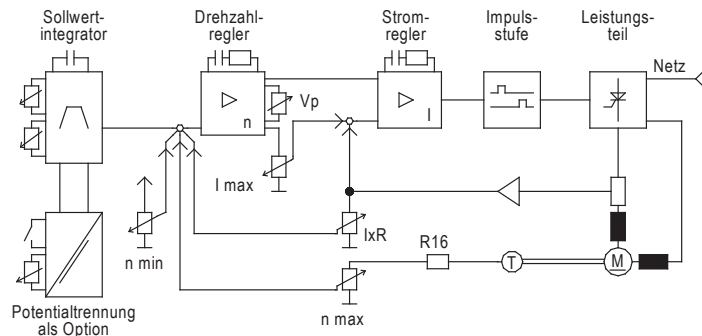 Sollwert-
integrator
Drehzahl-
regler
Strom-
regler
Impuls-
stufe
Leistungs-
teil
Netz
Vp
n
I
I max
n min
IxR
R16
T
M
n max
Potentialtrennung
als Option